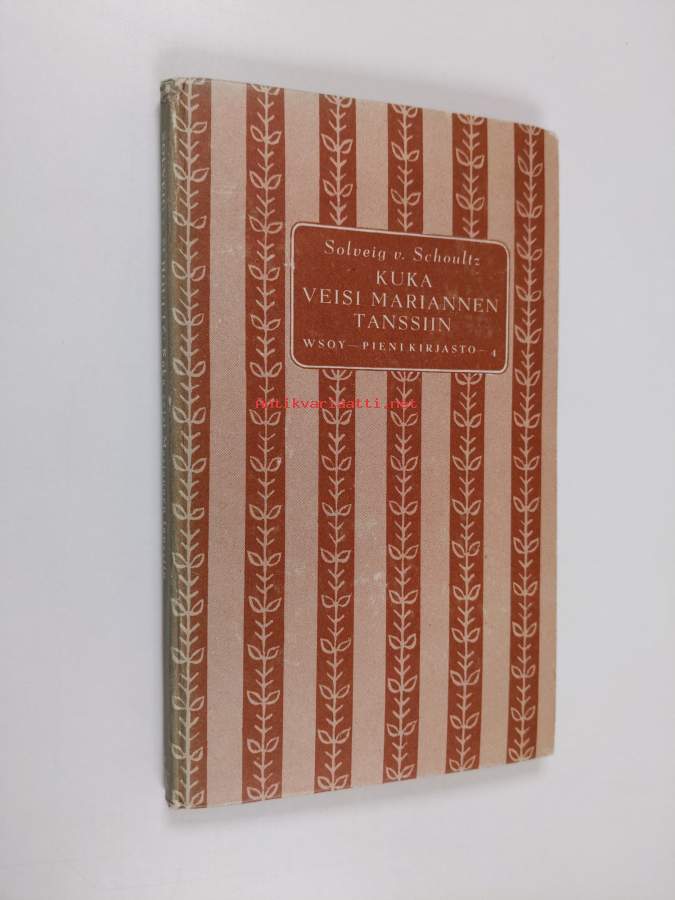 Solveig v. Schoultz
KUKA
VEISI MARIANNEN
TANSSIIN
WSOY — PIENI KIRJASTO — 4
Antikvariaatti.net